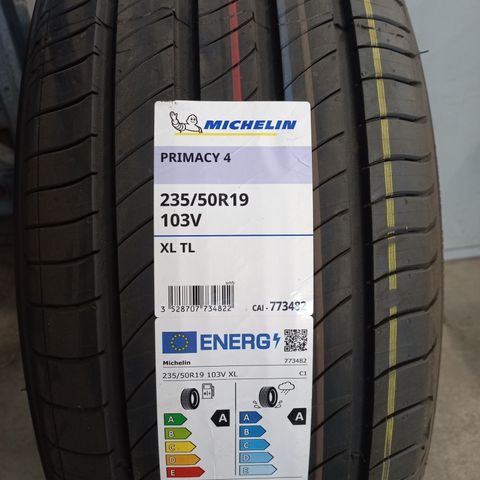 MICHELIN
PRIMACY 4
235/50R19
103V
XL TL
3 528707 734822
CAI - 773482
ENERG
Michelin
773482
235/50R19 103V XL
C1
A
B
C
D
E
A
A
B
C
D
E
A